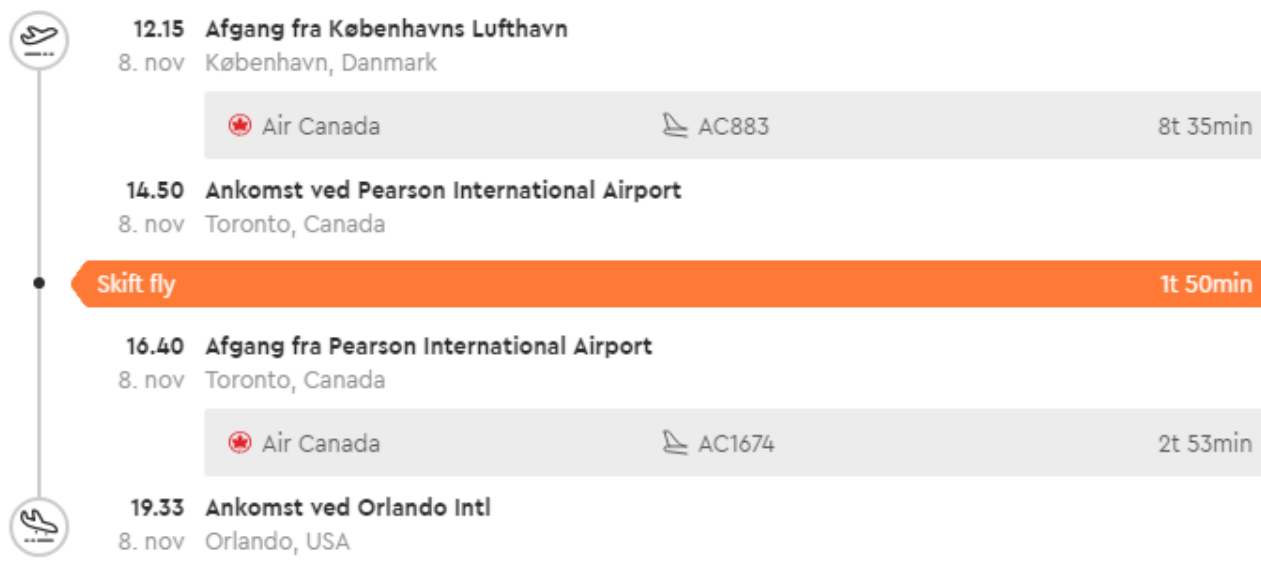 12.15 Afgang fra Københavns Lufthavn
8. nov København, Danmark
Air Canada AC883 8t 35min
14.50 Ankomst ved Pearson International Airport
8. nov Toronto, Canada
Skift fly 1t 50min
16.40 Afgang fra Pearson International Airport
8. nov Toronto, Canada
Air Canada AC1674 2t 53min
19.33 Ankomst ved Orlando Intl
8. nov Orlando, USA